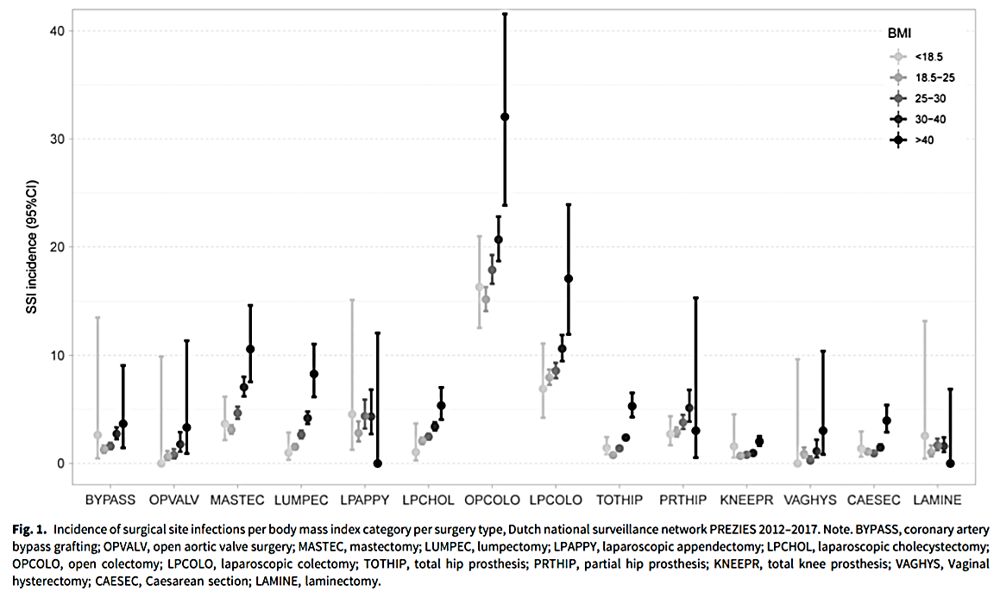 40
30
20
10
0
SSI incidence (95%CI)
BMI
<18.5
18.5−25
25−30
30−40
>40
BYPASS OPVALV MASTEC LUMPEC LPAPPY LPCHOL OPCOLO LPCOLO TOTHIP PRTHIP KNEEPR VAGHYS CAESEC LAMINE
Fig. 1. Incidence of surgical site infections per body mass index category per surgery type, Dutch national surveillance network PREZIES 2012–2017. Note. BYPASS, coronary artery
bypass grafting; OPVALV, open aortic valve surgery; MASTEC, mastectomy; LUMPEC, lumpectomy; LPAPPY, laparoscopic appendectomy; LPCHOL, laparoscopic cholecystectomy;
OPCOLO, open colectomy; LPCOLO, laparoscopic colectomy; TOTHIP, total hip prosthesis; PRTHIP, partial hip prosthesis; KNEEPR, total knee prosthesis; VAGHYS, Vaginal
hysterectomy; CAESEC, Caesarean section; LAMINE, laminectomy.